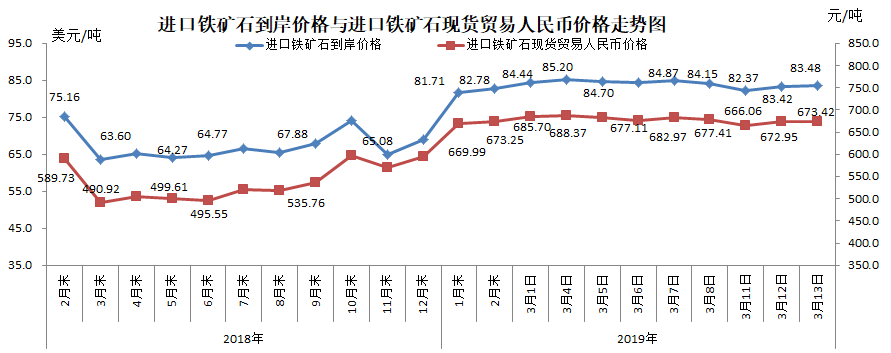 进口铁矿石到岸价格与进口铁矿石现货贸易人民币价格走势图
美元/吨
元/吨
进口铁矿石到岸价格
进口铁矿石现货贸易人民币价格
95.0
85.0
75.0
65.0
55.0
45.0
35.0
850.0
800.0
750.0
700.0
650.0
600.0
550.0
500.0
450.0
400.0
350.0
75.16
63.60
64.27
64.77
67.88
65.08
81.71
82.78
84.44
85.20
84.70
84.87
84.15
82.37
83.42
83.48
589.73
490.92
499.61
495.55
535.76
669.99
673.25
685.70
688.37
677.11
682.97
677.41
666.06
672.95
673.42
2月末
3月末
4月末
5月末
6月末
7月末
8月末
9月末
10月末
11月末
12月末
1月末
2月末
3月1日
3月4日
3月5日
3月6日
3月7日
3月8日
3月11日
3月12日
3月13日
2018年
2019年